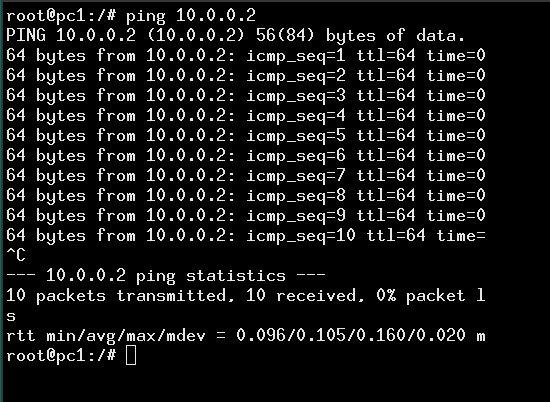 root@pc1:/# ping 10.0.0.2
PING 10.0.0.2 (10.0.0.2) 56(84) bytes of data.
64 bytes from 10.0.0.2: icmp_seq=1 ttl=64 time=0
64 bytes from 10.0.0.2: icmp_seq=2 ttl=64 time=0
64 bytes from 10.0.0.2: icmp_seq=3 ttl=64 time=0
64 bytes from 10.0.0.2: icmp_seq=4 ttl=64 time=0
64 bytes from 10.0.0.2: icmp_seq=5 ttl=64 time=0
64 bytes from 10.0.0.2: icmp_seq=6 ttl=64 time=0
64 bytes from 10.0.0.2: icmp_seq=7 ttl=64 time=0
64 bytes from 10.0.0.2: icmp_seq=8 ttl=64 time=0
64 bytes from 10.0.0.2: icmp_seq=9 ttl=64 time=0
64 bytes from 10.0.0.2: icmp_seq=10 ttl=64 time=
^C
--- 10.0.0.2 ping statistics ---
10 packets transmitted, 10 received, 0% packet l
s
rtt min/avg/max/mdev = 0.096/0.105/0.160/0.020 m
root@pc1:/#